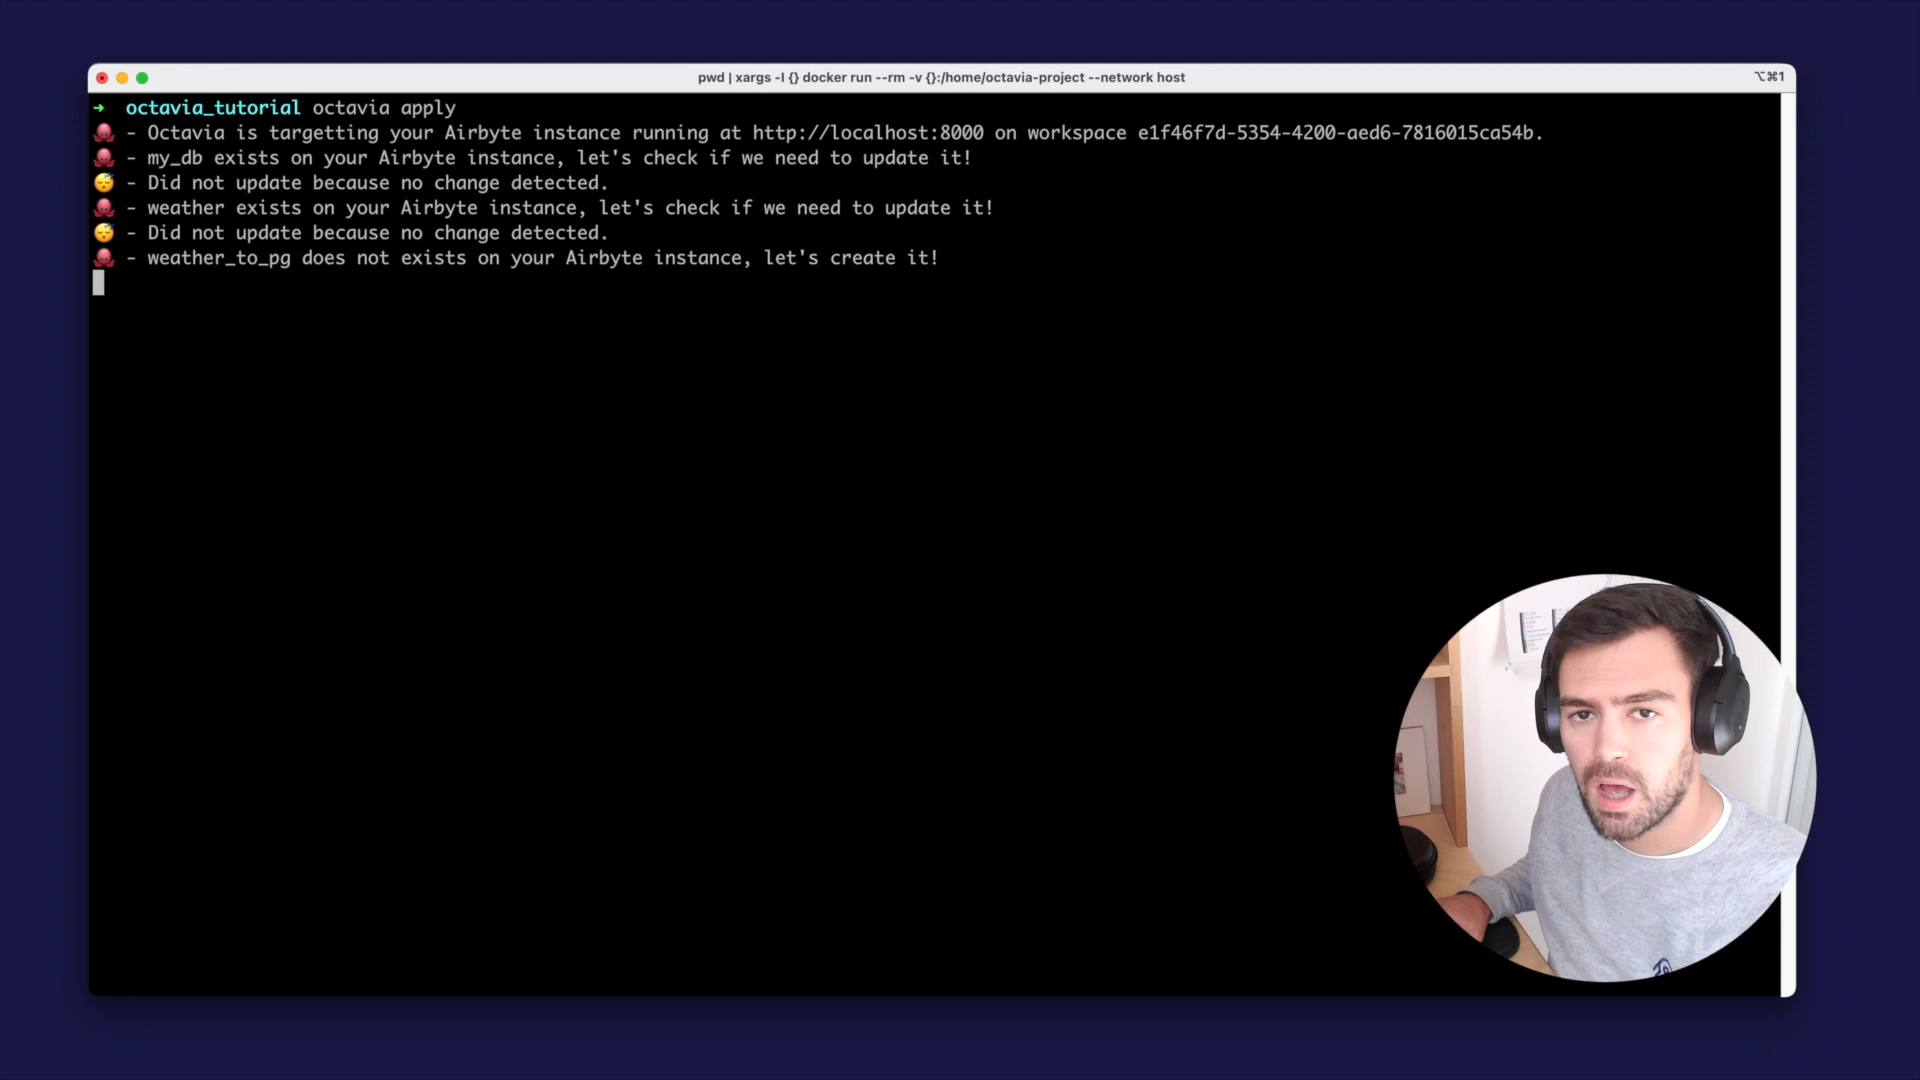 pwd | xargs -I {} docker run --rm -v {}:/home/octavia-project --network host
⌥⌘1
➜ octavia_tutorial octavia apply
🐙 - Octavia is targetting your Airbyte instance running at http://localhost:8000 on workspace e1f46f7d-5354-4200-aed6-7816015ca54b.
🐙 - my_db exists on your Airbyte instance, let's check if we need to update it!
😴 - Did not update because no change detected.
🐙 - weather exists on your Airbyte instance, let's check if we need to update it!
😴 - Did not update because no change detected.
🐙 - weather_to_pg does not exists on your Airbyte instance, let's create it!